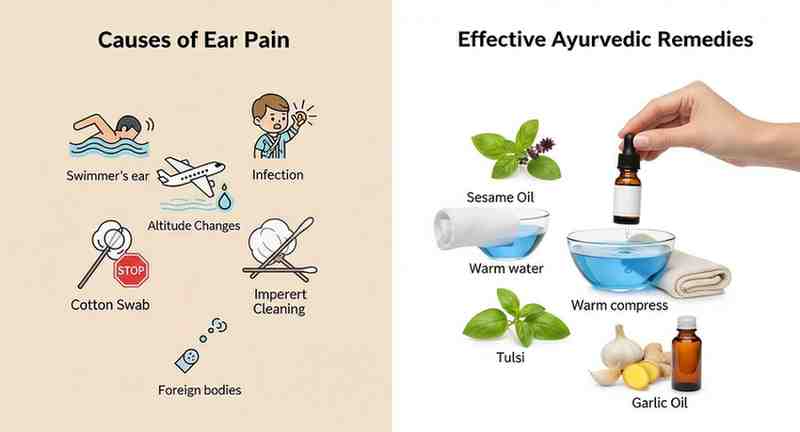 Causes of Ear Pain
Swimmer's ear
Infection
Altitude Changes
STOP
Cotton Swab
Imperert
Cleaning
Foreign bodies
Effective Ayurvedic Remedies
Sesame Oil
Warm water
Warm compress
Tulsi
Garlic Oil